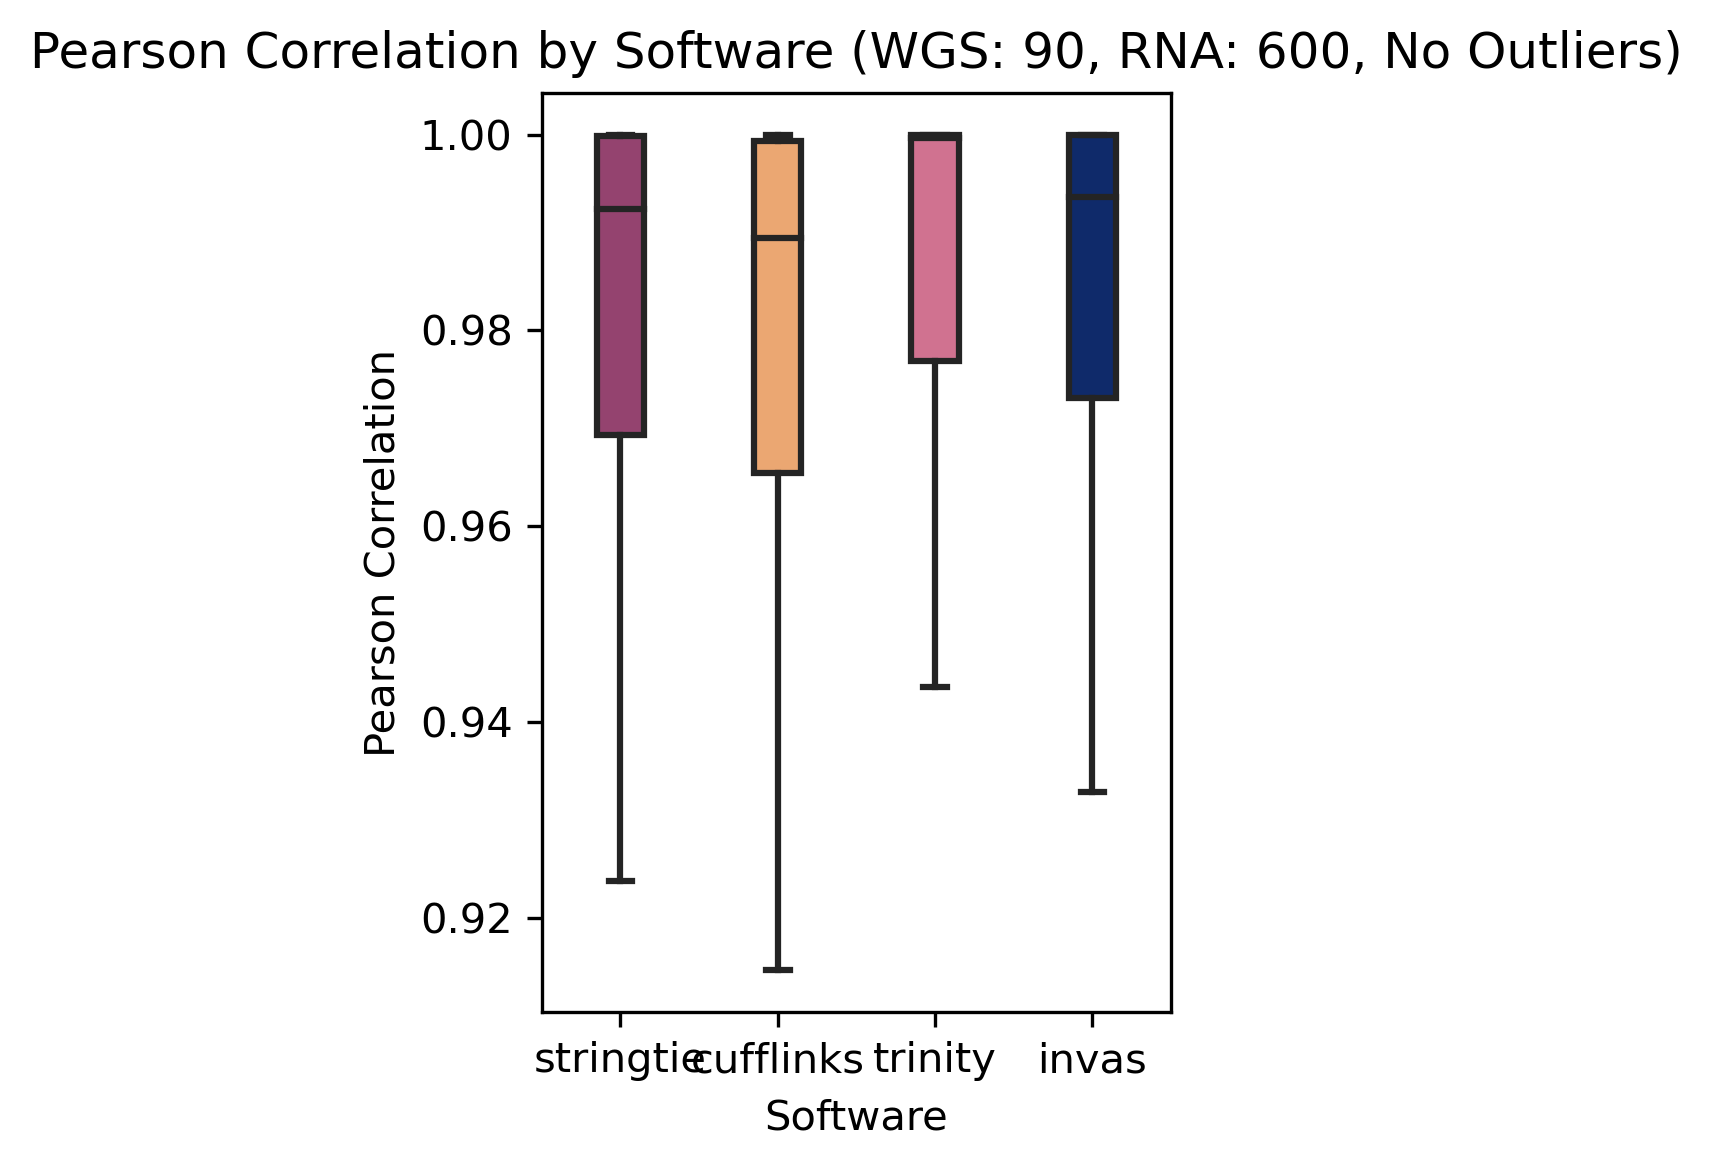 Pearson Correlation by Software (WGS: 90, RNA: 600, No Outliers)
Pearson Correlation
1.00
0.98
0.96
0.94
0.92
stringtie cufflinks trinity invas
Software